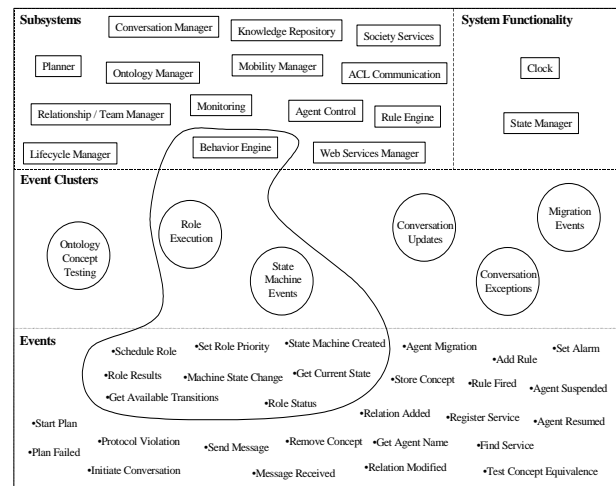 Subsystems
System Functionality
Conversation Manager
Knowledge Repository
Society Services
Planner
Ontology Manager
Mobility Manager
ACL Communication
Clock
Relationship / Team Manager
Monitoring
Agent Control
Rule Engine
State Manager
Lifecycle Manager
Behavior Engine
Web Services Manager
Event Clusters
Ontology
Concept
Testing
Role
Execution
State
Machine
Events
Conversation
Updates
Conversation
Exceptions
Migration
Events
Events
•Schedule Role
•Set Role Priority
•State Machine Created
•Agent Migration
•Add Rule
•Set Alarm
•Role Results
•Machine State Change
•Get Current State
•Store Concept
•Rule Fired
•Agent Suspended
•Get Available Transitions
•Role Status
•Relation Added
•Register Service
•Agent Resumed
•Start Plan
•Plan Failed
•Protocol Violation
•Send Message
•Remove Concept
•Get Agent Name
•Find Service
•Initiate Conversation
•Message Received
•Relation Modified
•Test Concept Equivalence